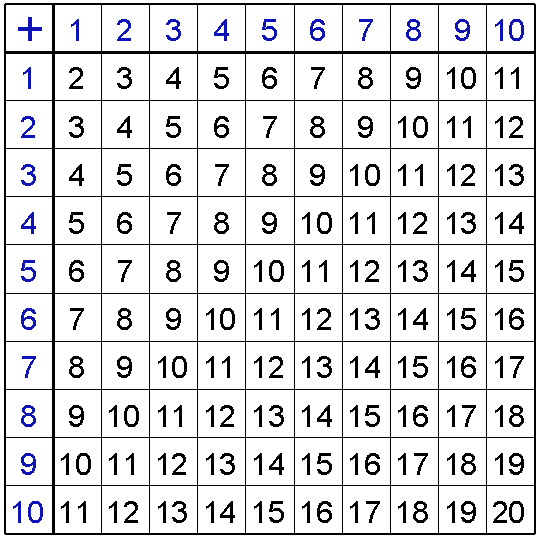 + 1 2 3 4 5 6 7 8 9 10
1 2 3 4 5 6 7 8 9 10 11
2 3 4 5 6 7 8 9 10 11 12
3 4 5 6 7 8 9 10 11 12 13
4 5 6 7 8 9 10 11 12 13 14
5 6 7 8 9 10 11 12 13 14 15
6 7 8 9 10 11 12 13 14 15 16
7 8 9 10 11 12 13 14 15 16 17
8 9 10 11 12 13 14 15 16 17 18
9 10 11 12 13 14 15 16 17 18 19
10 11 12 13 14 15 16 17 18 19 20